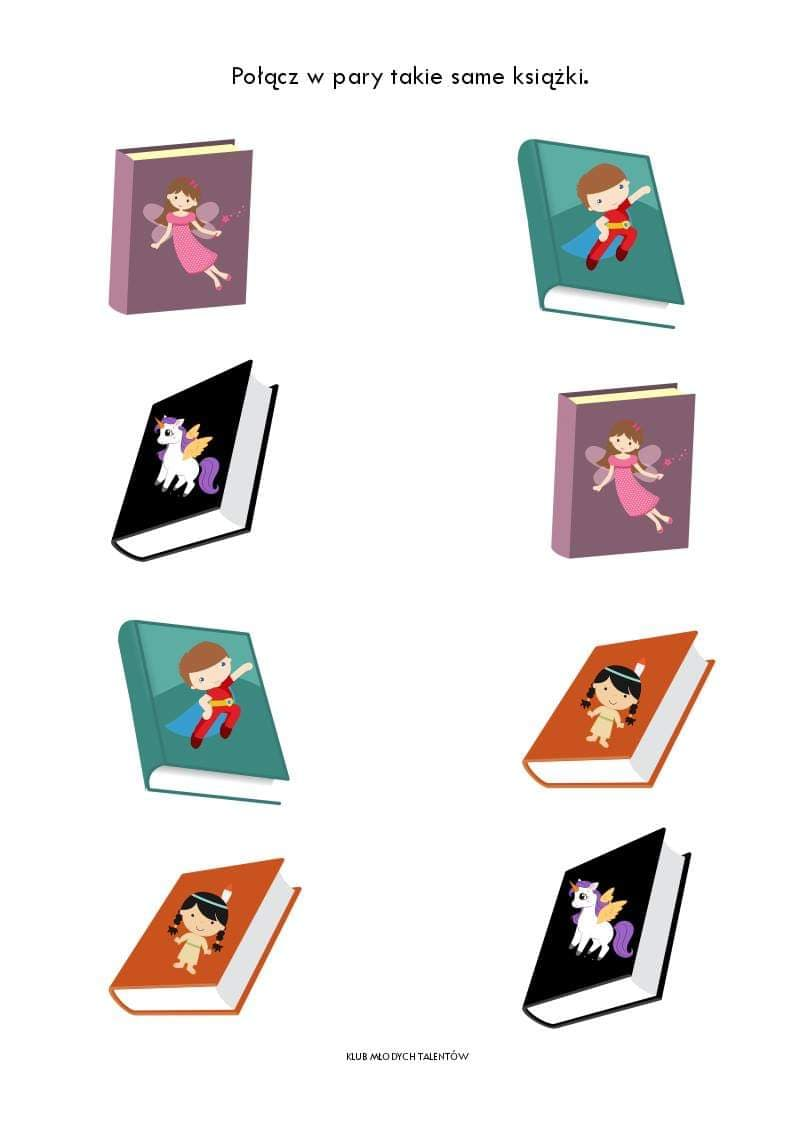 Połącz w pary takie same książki.
KLUB MŁODYCH TALENTÓW